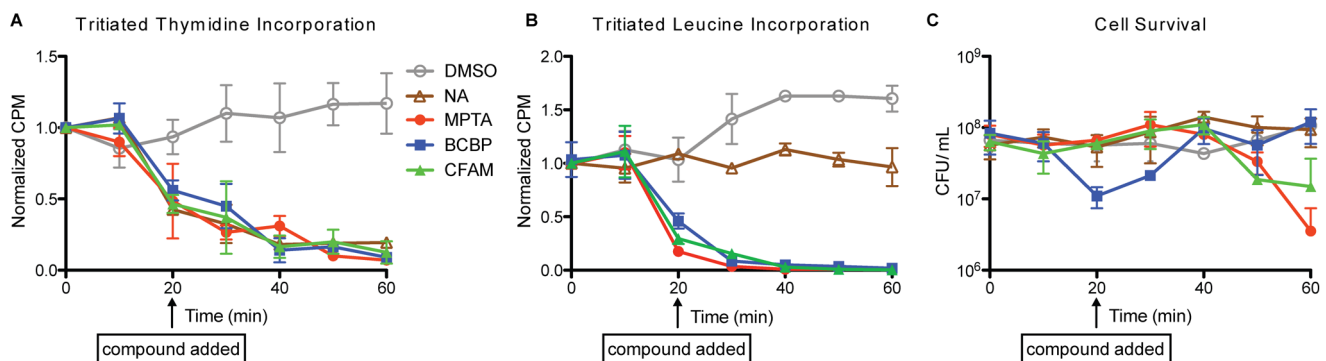 A Tritiated Thymidine Incorporation
Normalized CPM
1.5
1.0
0.5
0.0
0 20 40 60
Time (min)
compound added
DMSO
NA
MPTA
BCBP
CFAM
B Tritiated Leucine Incorporation
Normalized CPM
2.0
1.5
1.0
0.5
0.0
0 20 40 60
Time (min)
compound added
C Cell Survival
CFU/ mL
10⁹
10⁸
10⁷
10⁶
0 20 40 60
Time (min)
compound added